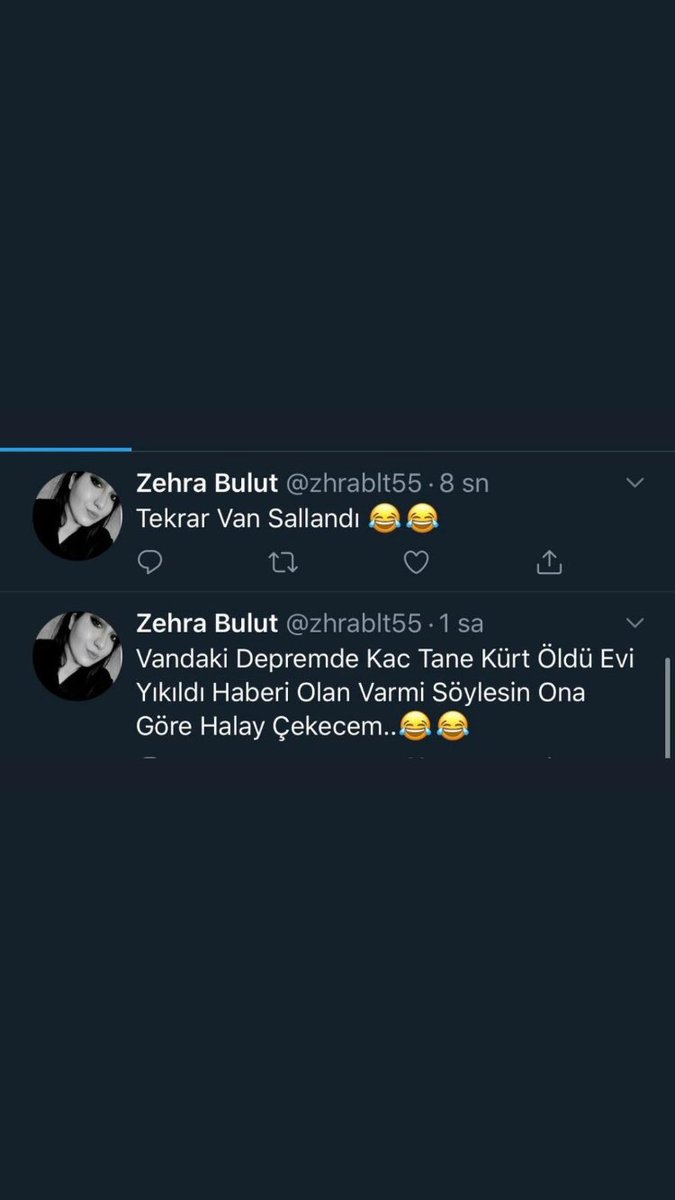 Zehra Bulut @zhrablt55 · 8 sn
Tekrar Van Sallandı 😂😂
Zehra Bulut @zhrablt55 · 1 sa
Vandaki Depremde Kac Tane Kürt Öldü Evi
Yıkıldı Haberi Olan Varmi Söylesin Ona
Göre Halay Çekecem..😂😂